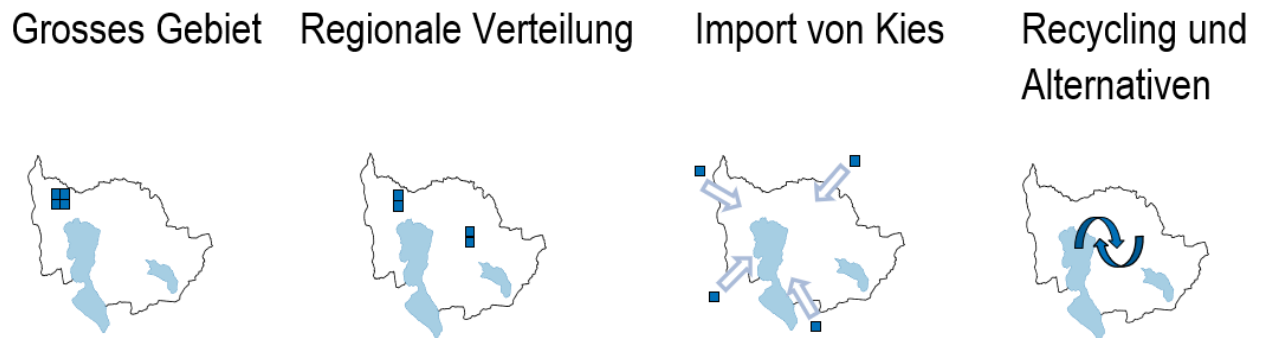 Grosses Gebiet
Regionale Verteilung
Import von Kies
Recycling und
Alternativen